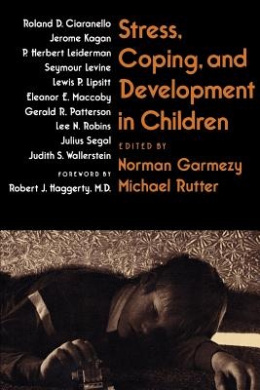 Roland D. Ciaranello
Jerome Kagan
P. Herbert Leiderman
Seymour Levine
Lewis P. Lipsitt
Eleanor E. Maccoby
Gerald R. Patterson
Lee N. Robins
Julius Segal
Judith S. Wallerstein
FOREWORD BY
Robert J. Haggerty, M.D.
Stress,
Coping, and
Development
in Children
EDITED BY
Norman Garmezy
Michael Rutter